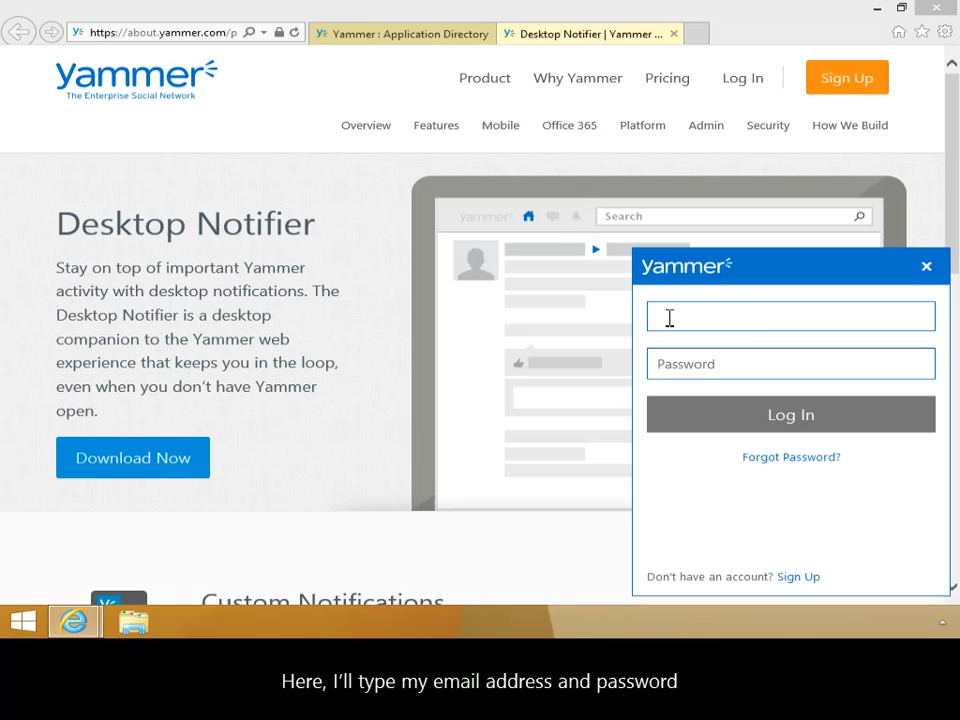 https://about.yammer.com/p
Yammer : Application Directory
Desktop Notifier | Yammer ...
yammer
The Enterprise Social Network
Product
Why Yammer
Pricing
Log In
Sign Up
Overview
Features
Mobile
Office 365
Platform
Admin
Security
How We Build
Desktop Notifier
Stay on top of important Yammer
activity with desktop notifications. The
Desktop Notifier is a desktop
companion to the Yammer web
experience that keeps you in the loop,
even when you don't have Yammer
open.
Download Now
yammer
Search
yammer
Password
Log In
Forgot Password?
Don't have an account? Sign Up
Custom Notifications
Here, I'll type my email address and password